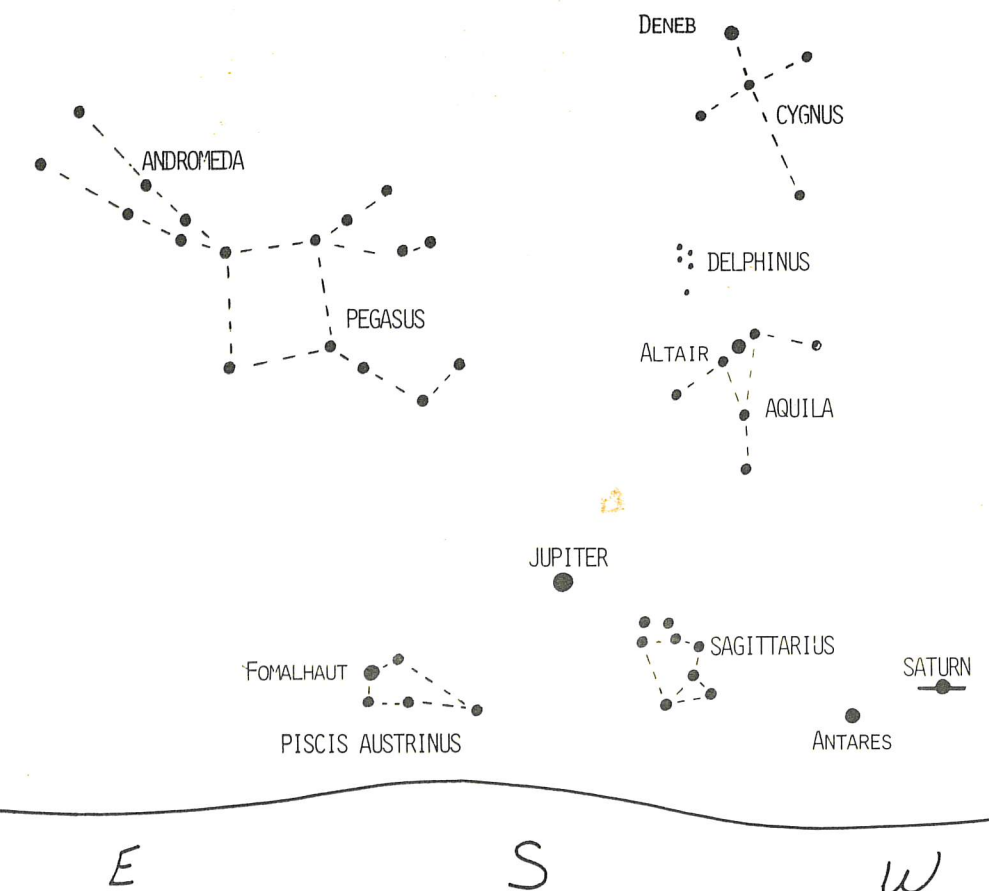 DENEB
CYGNUS
ANDROMEDA
DELPHINUS
PEGASUS
ALTAIR
AQUILA
JUPITER
SAGITTARIUS
FOMALHAUT
SATURN
PISCIS AUSTRINUS
ANTARES
E S W